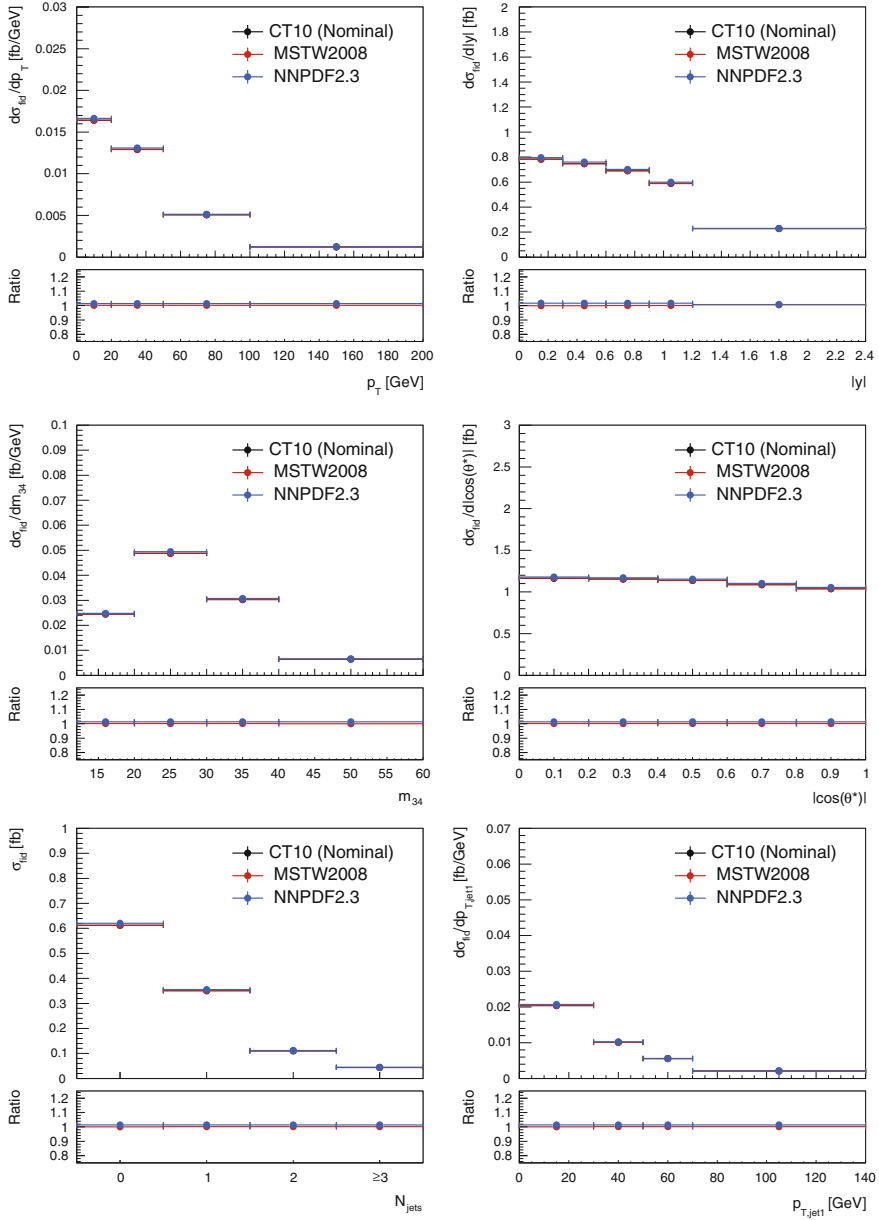 dσ_fid/dp_T [fb/GeV]
0.03
0.025
0.02
0.015
0.01
0.005
0
CT10 (Nominal)
MSTW2008
NNPDF2.3
Ratio
1.2
1.1
1
0.9
0.8
0 20 40 60 80 100 120 140 160 180 200
p_T [GeV]
dσ_fid/d|y| [fb]
2
1.8
1.6
1.4
1.2
1
0.8
0.6
0.4
0.2
0
CT10 (Nominal)
MSTW2008
NNPDF2.3
Ratio
1.2
1.1
1
0.9
0.8
0 0.2 0.4 0.6 0.8 1 1.2 1.4 1.6 1.8 2 2.2 2.4
|y|
dσ_fid/dm_34 [fb/GeV]
0.1
0.09
0.08
0.07
0.06
0.05
0.04
0.03
0.02
0.01
0
CT10 (Nominal)
MSTW2008
NNPDF2.3
Ratio
1.2
1.1
1
0.9
0.8
15 20 25 30 35 40 45 50 55 60
m_34
dσ_fid/d|cos(θ*)| [fb]
3
2.5
2
1.5
1
0.5
0
CT10 (Nominal)
MSTW2008
NNPDF2.3
Ratio
1.2
1.1
1
0.9
0.8
0 0.1 0.2 0.3 0.4 0.5 0.6 0.7 0.8 0.9 1
|cos(θ*)|
σ_fid [fb]
1
0.9
0.8
0.7
0.6
0.5
0.4
0.3
0.2
0.1
0
CT10 (Nominal)
MSTW2008
NNPDF2.3
Ratio
1.2
1.1
1
0.9
0.8
0 1 2 ≥3
N_jets
dσ_fid/dp_T,jet1 [fb/GeV]
0.07
0.06
0.05
0.04
0.03
0.02
0.01
0
CT10 (Nominal)
MSTW2008
NNPDF2.3
Ratio
1.2
1.1
1
0.9
0.8
0 20 40 60 80 100 120 140
p_T,jet1 [GeV]